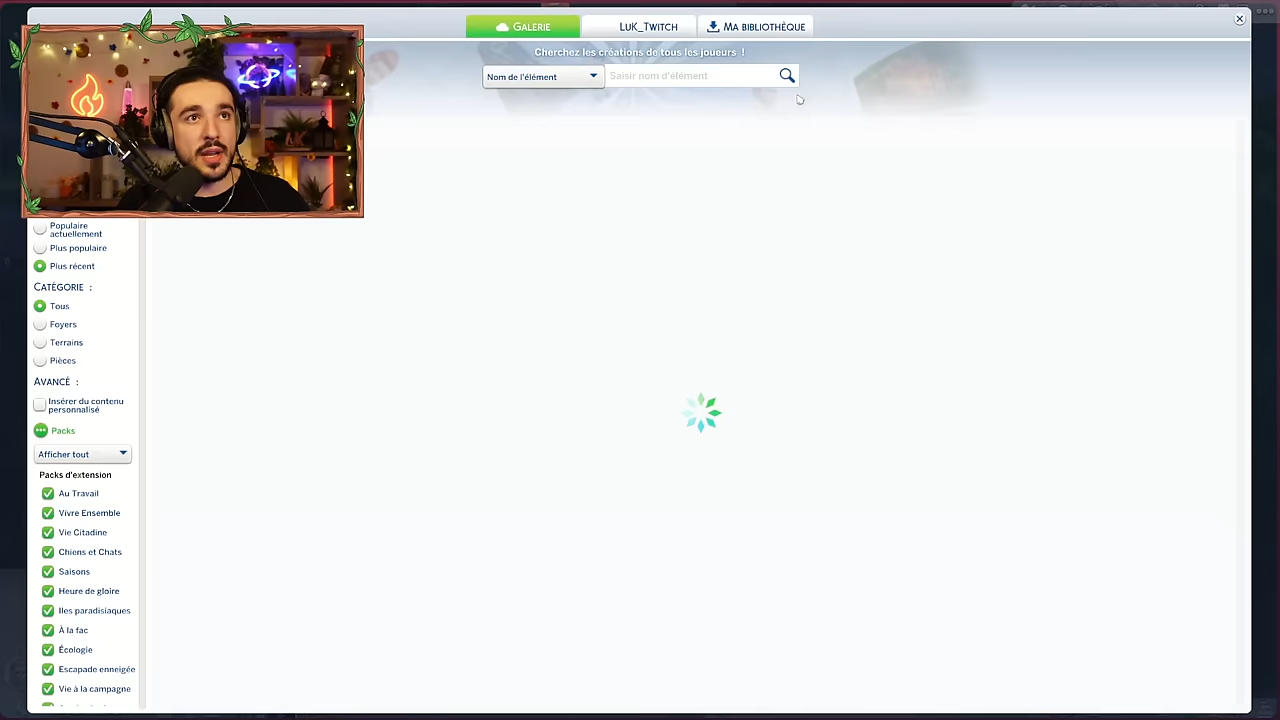 GALERIE
LUK_TWITCH
MA BIBLIOTHÈQUE
Cherchez les créations de tous les joueurs !
Nom de l'élément
Saisir nom d'élément
Populaire
actuellement
Plus populaire
Plus récent
CATÉGORIE :
Tous
Foyers
Terrains
Pièces
AVANCÉ :
Insérer du contenu
personnalisé
Packs
Afficher tout
Packs d'extension
Au Travail
Vivre Ensemble
Vie Citadine
Chiens et Chats
Saisons
Heure de gloire
Iles paradisiaques
À la fac
Écologie
Escapade enneigée
Vie à la campagne